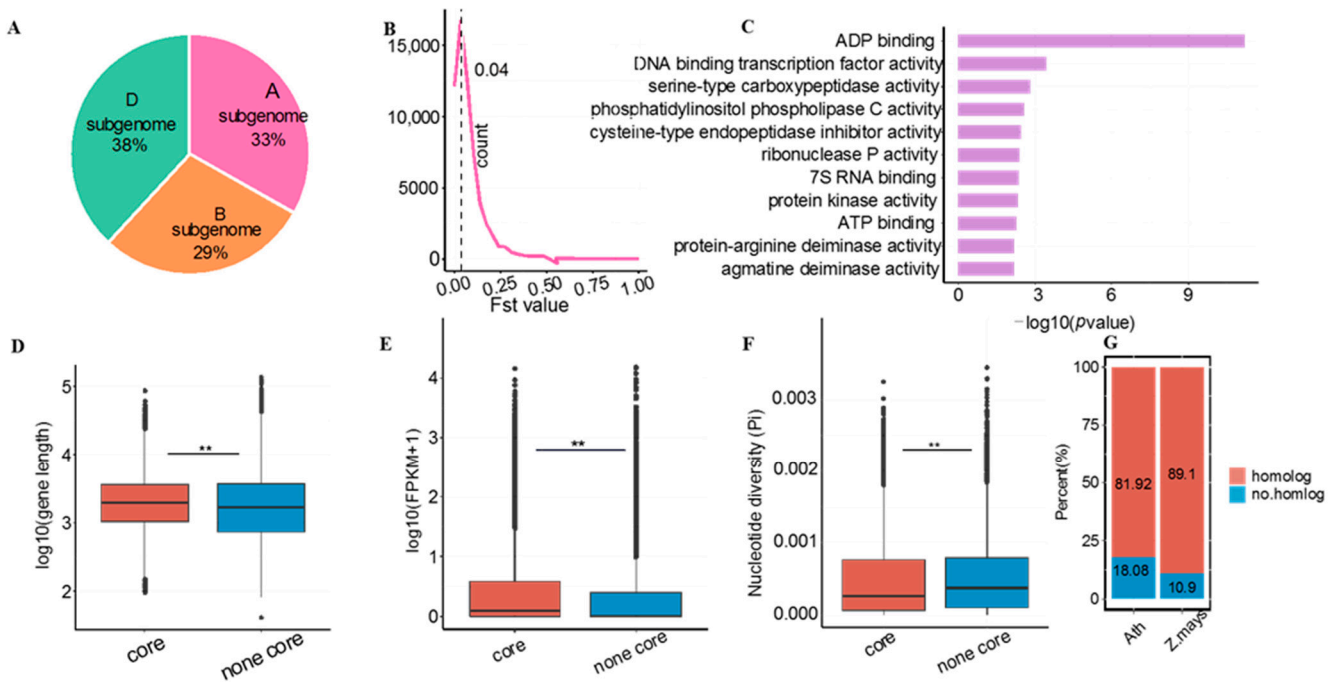 A
D
subgenome
38%
A
subgenome
33%
B
subgenome
29%
B
15,000
10,000
5000
0
0.04
count
0.00
0.25
0.50
0.75
1.00
Fst value
C
ADP binding
DNA binding transcription factor activity
serine-type carboxypeptidase activity
phosphatidylinositol phospholipase C activity
cysteine-type endopeptidase inhibitor activity
ribonuclease P activity
7S RNA binding
protein kinase activity
ATP binding
protein-arginine deiminase activity
agmatine deiminase activity
0
3
6
9
−log10(pvalue)
D
log10(gene length)
5
4
3
2
**
core
none core
E
log10(FPKM+1)
4
3
2
1
0
**
core
none core
F
Nucleotide diversity (Pi)
0.003
0.002
0.001
0.000
**
core
none core
G
Percent(%)
100
75
50
25
0
81.92
18.08
89.1
10.9
Ath
Z.mays
homolog
no.homlog